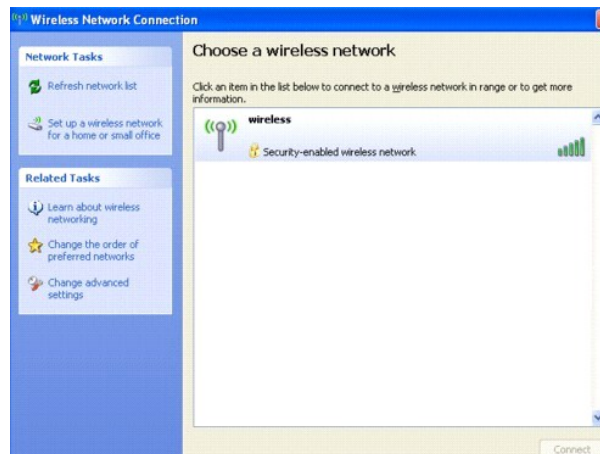 Wireless Network Connection
Network Tasks
Refresh network list
Set up a wireless network
for a home or small office
Related Tasks
Learn about wireless
networking
Change the order of
preferred networks
Change advanced
settings
Choose a wireless network
Click an item in the list below to connect to a wireless network in range or to get more
information.
wireless
Security-enabled wireless network
Connect